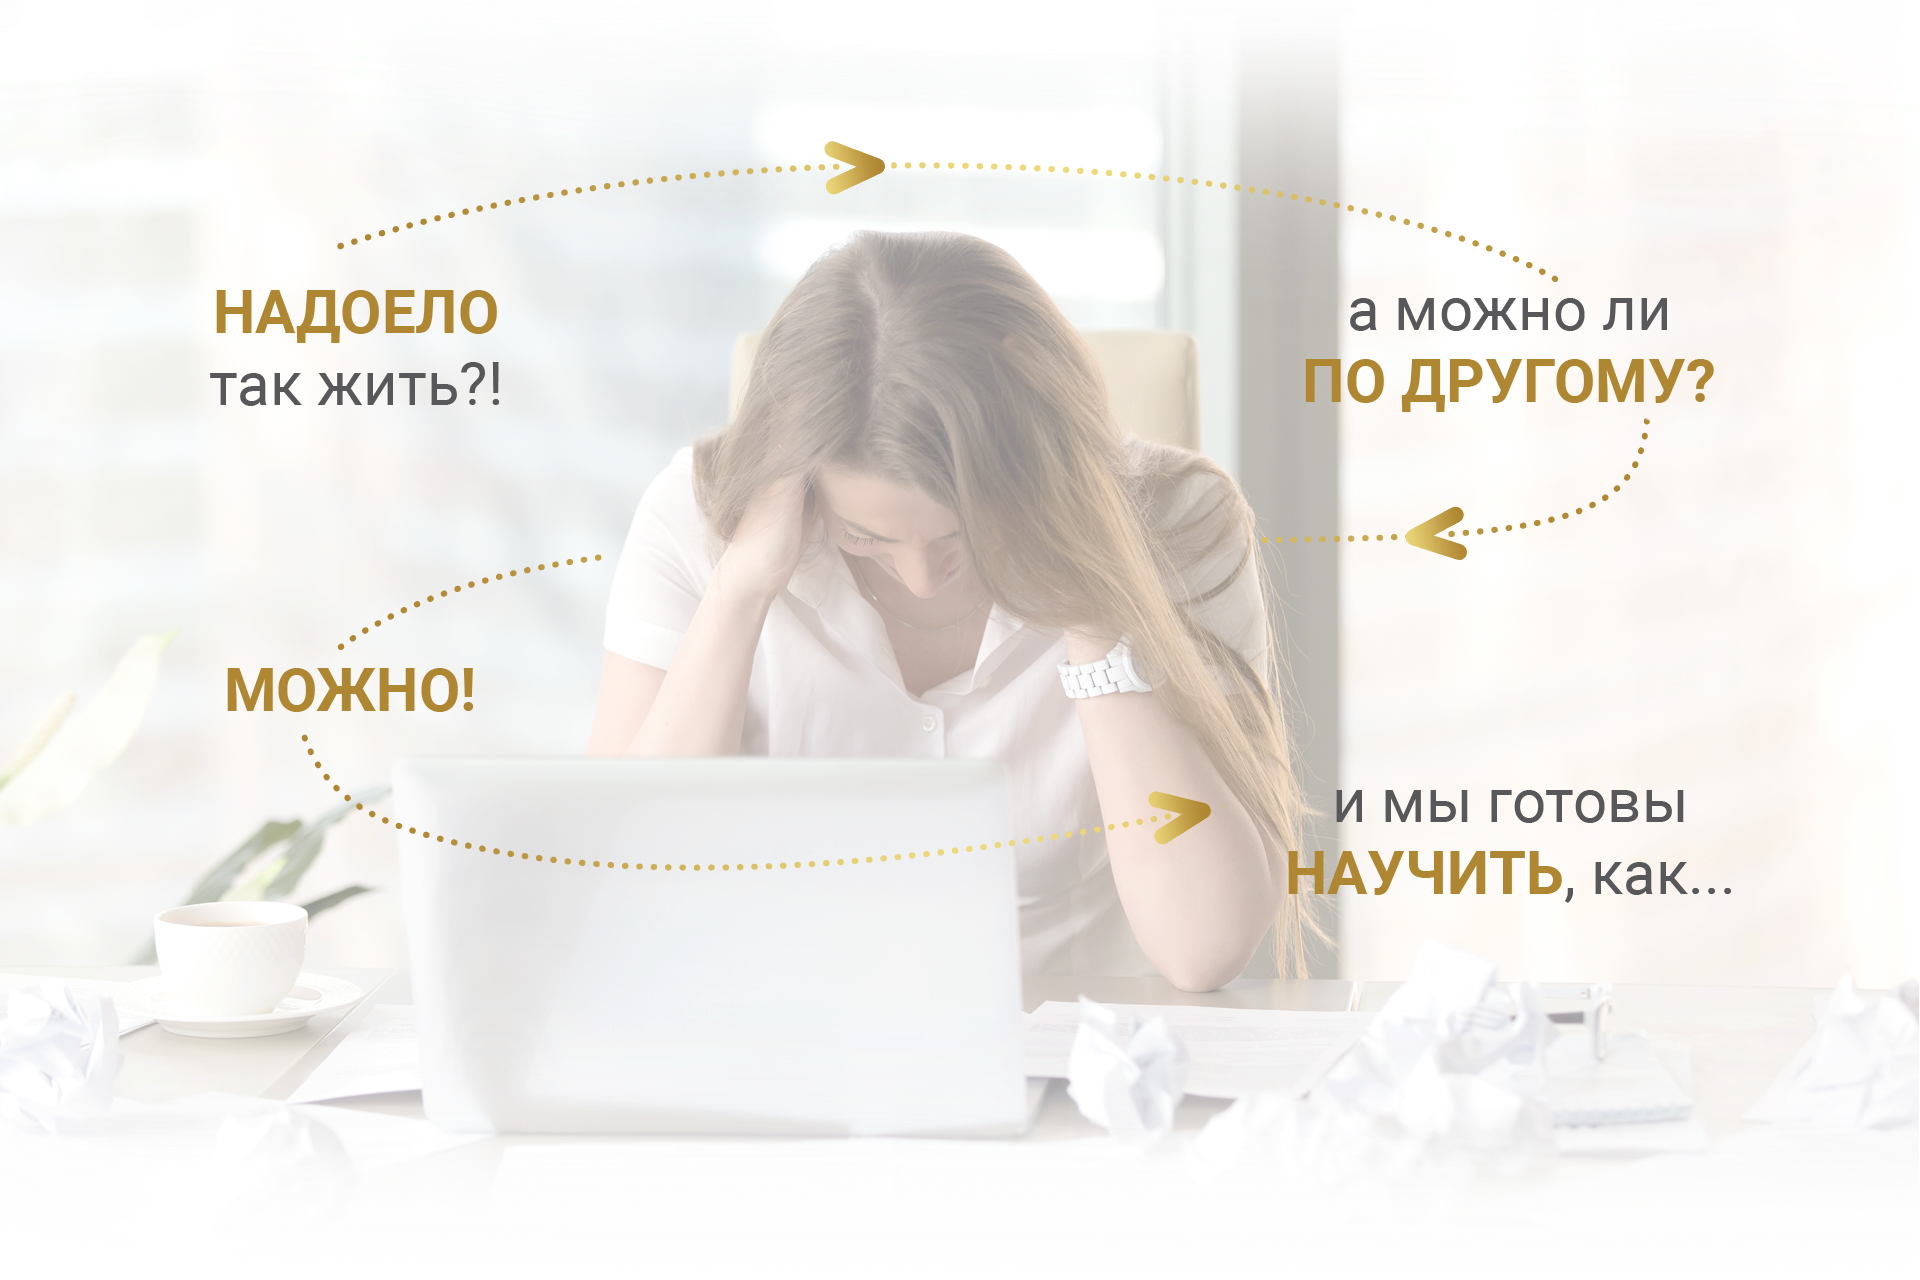 НАДОЕЛО
так жить?!
а можно ли
ПО ДРУГОМУ?
МОЖНО!
и мы готовы
НАУЧИТЬ, как...